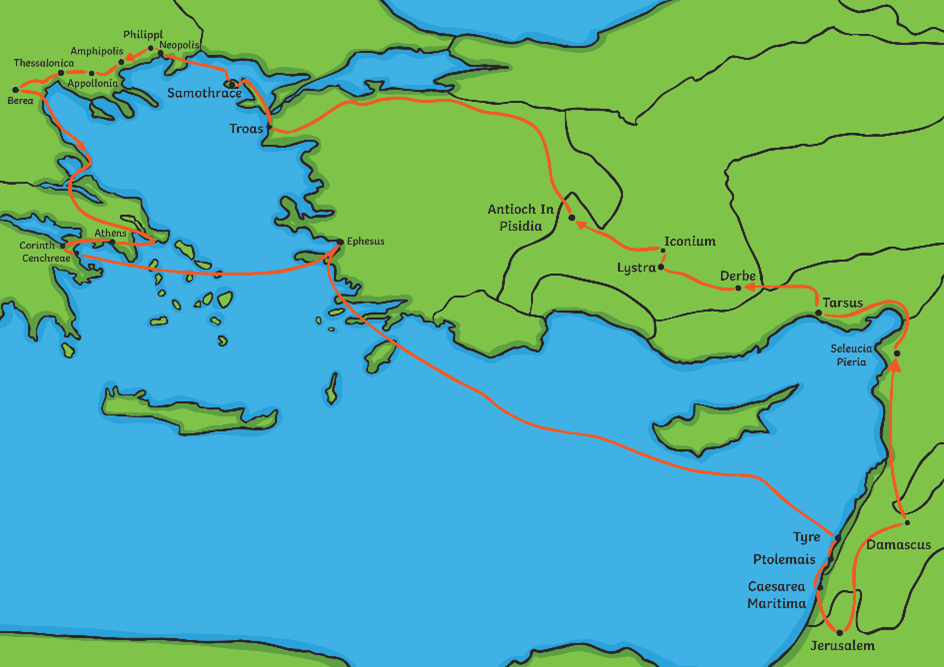 Philippi
Neopolis
Amphipolis
Thessalonica
Appollonia
Berea
Samothrace
Troas
Antioch In
Pisidia
Iconium
Lystra
Derbe
Tarsus
Athens
Corinth
Cenchreae
Ephesus
Seleucia
Pieria
Tyre
Damascus
Ptolemais
Caesarea
Maritima
Jerusalem